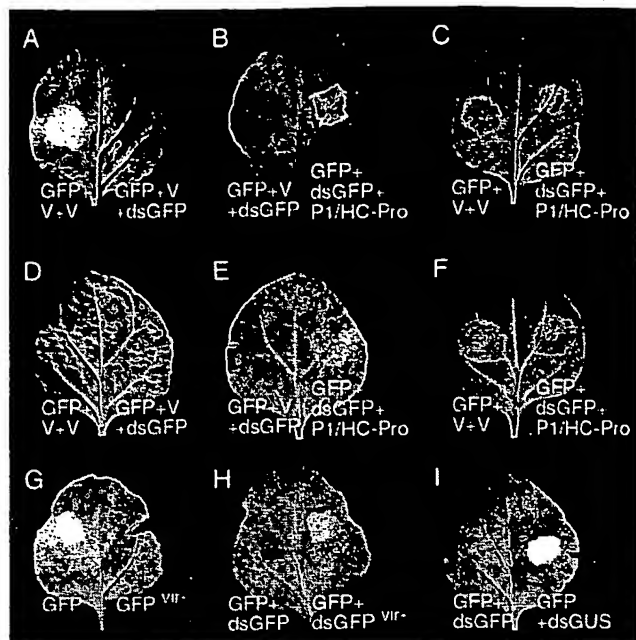 A
B
C
GFP+ V+V
GFP+V +dsGFP
GFP+V +dsGFP
GFP+ dsGFP+ P1/HC-Pro
GFP+ V+V
GFP+ dsGFP+ P1/HC-Pro
D
E
F
GFP+ V+V
GFP+V +dsGFP
GFP+V +dsGFP
GFP+ dsGFP+ P1/HC-Pro
GFP+ V+V
GFP+ dsGFP+ P1/HC-Pro
G
H
I
GFP
GFP vir-
GFP+ dsGFP
GFP+ dsGFP vir-
GFP+ dsGFP
GFP +dsGUS